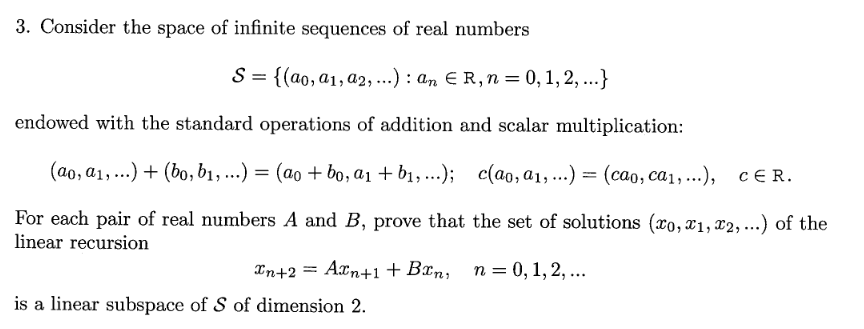 3. Consider the space of infinite sequences of real numbers
S = {(a₀, a₁, a₂, ...) : aₙ ∈ R, n = 0, 1, 2, ...}
endowed with the standard operations of addition and scalar multiplication:
(a₀, a₁, ...) + (b₀, b₁, ...) = (a₀ + b₀, a₁ + b₁, ...); c(a₀, a₁, ...) = (ca₀, ca₁, ...), c ∈ R.
For each pair of real numbers A and B, prove that the set of solutions (x₀, x₁, x₂, ...) of the
linear recursion
xₙ₊₂ = Axₙ₊₁ + Bxₙ, n = 0, 1, 2, ...
is a linear subspace of S of dimension 2.